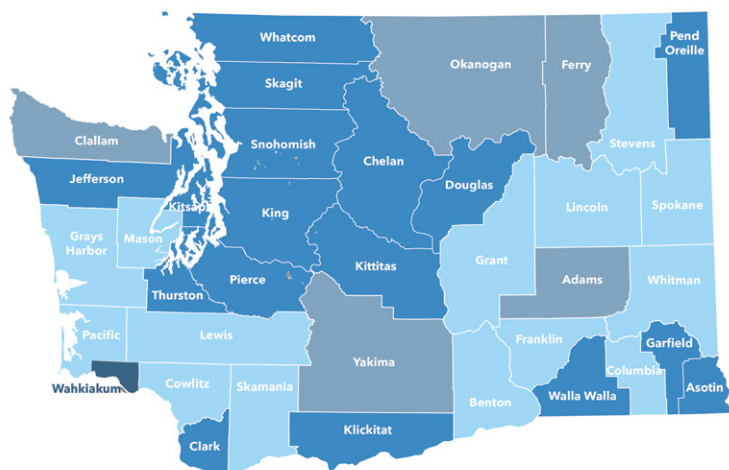 Whatcom
Pend
Oreille
Okanogan
Ferry
Skagit
Clallam
Snohomish
Stevens
Chelan
Jefferson
Douglas
Kitsap
King
Lincoln
Spokane
Mason
Grays
Harbor
Kittitas
Grant
Pierce
Adams
Whitman
Thurston
Pacific
Lewis
Franklin
Garfield
Yakima
Wahkiakum
Cowlitz
Skamania
Columbia
Asotin
Walla Walla
Benton
Klickitat
Clark